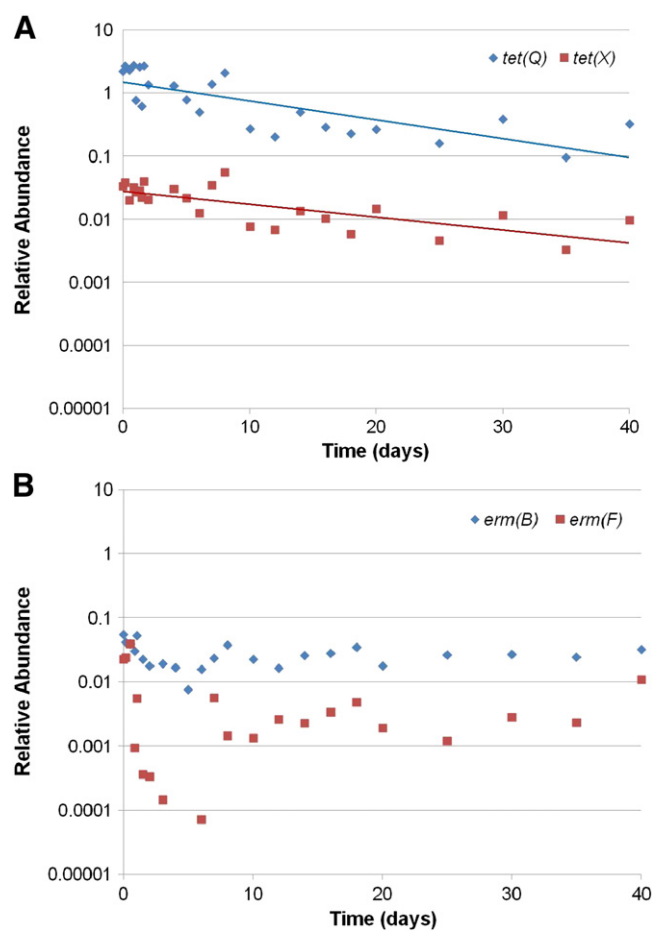 A
10
1
0.1
0.01
0.001
0.0001
0.00001
Relative Abundance
tet(Q) tet(X)
0 10 20 30 40
Time (days)
B
10
1
0.1
0.01
0.001
0.0001
0.00001
Relative Abundance
erm(B) erm(F)
0 10 20 30 40
Time (days)